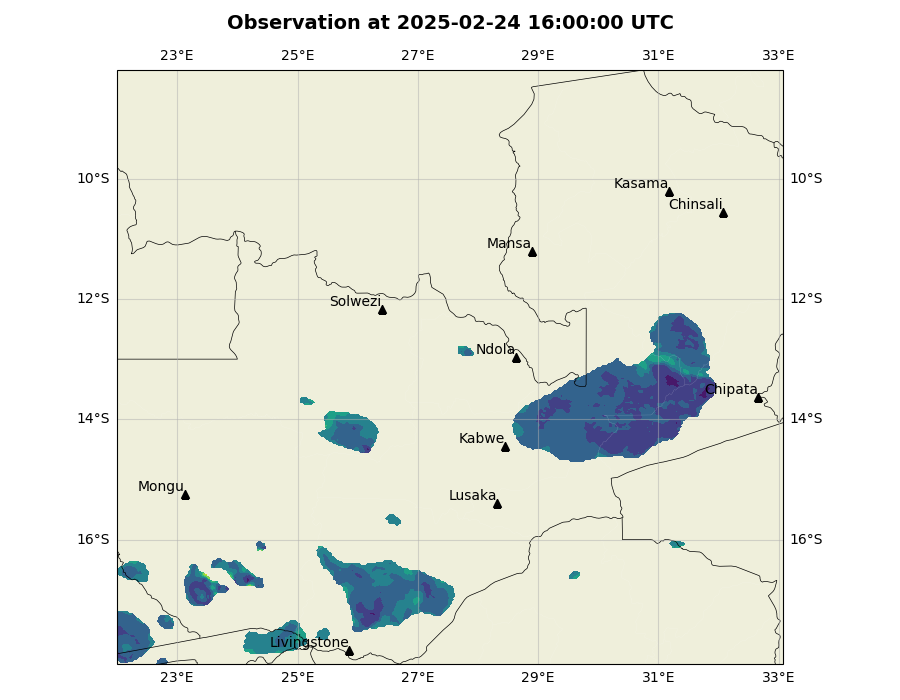 Observation at 2025-02-24 16:00:00 UTC
23°E 25°E 27°E 29°E 31°E 33°E
10°S 10°S
Kasama
Chinsali
Mansa
12°S 12°S
Solwezi
Ndola
Chipata
14°S 14°S
Kabwe
Mongu
Lusaka
16°S 16°S
Livingstone
23°E 25°E 27°E 29°E 31°E 33°E